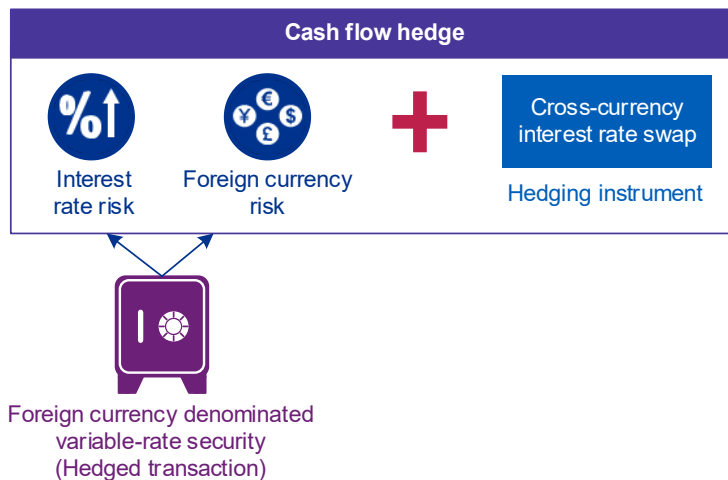 Cash flow hedge
%
¥ € $ £
Interest
rate risk
Foreign currency
risk
Cross-currency
interest rate swap
Hedging instrument
Foreign currency denominated
variable-rate security
(Hedged transaction)